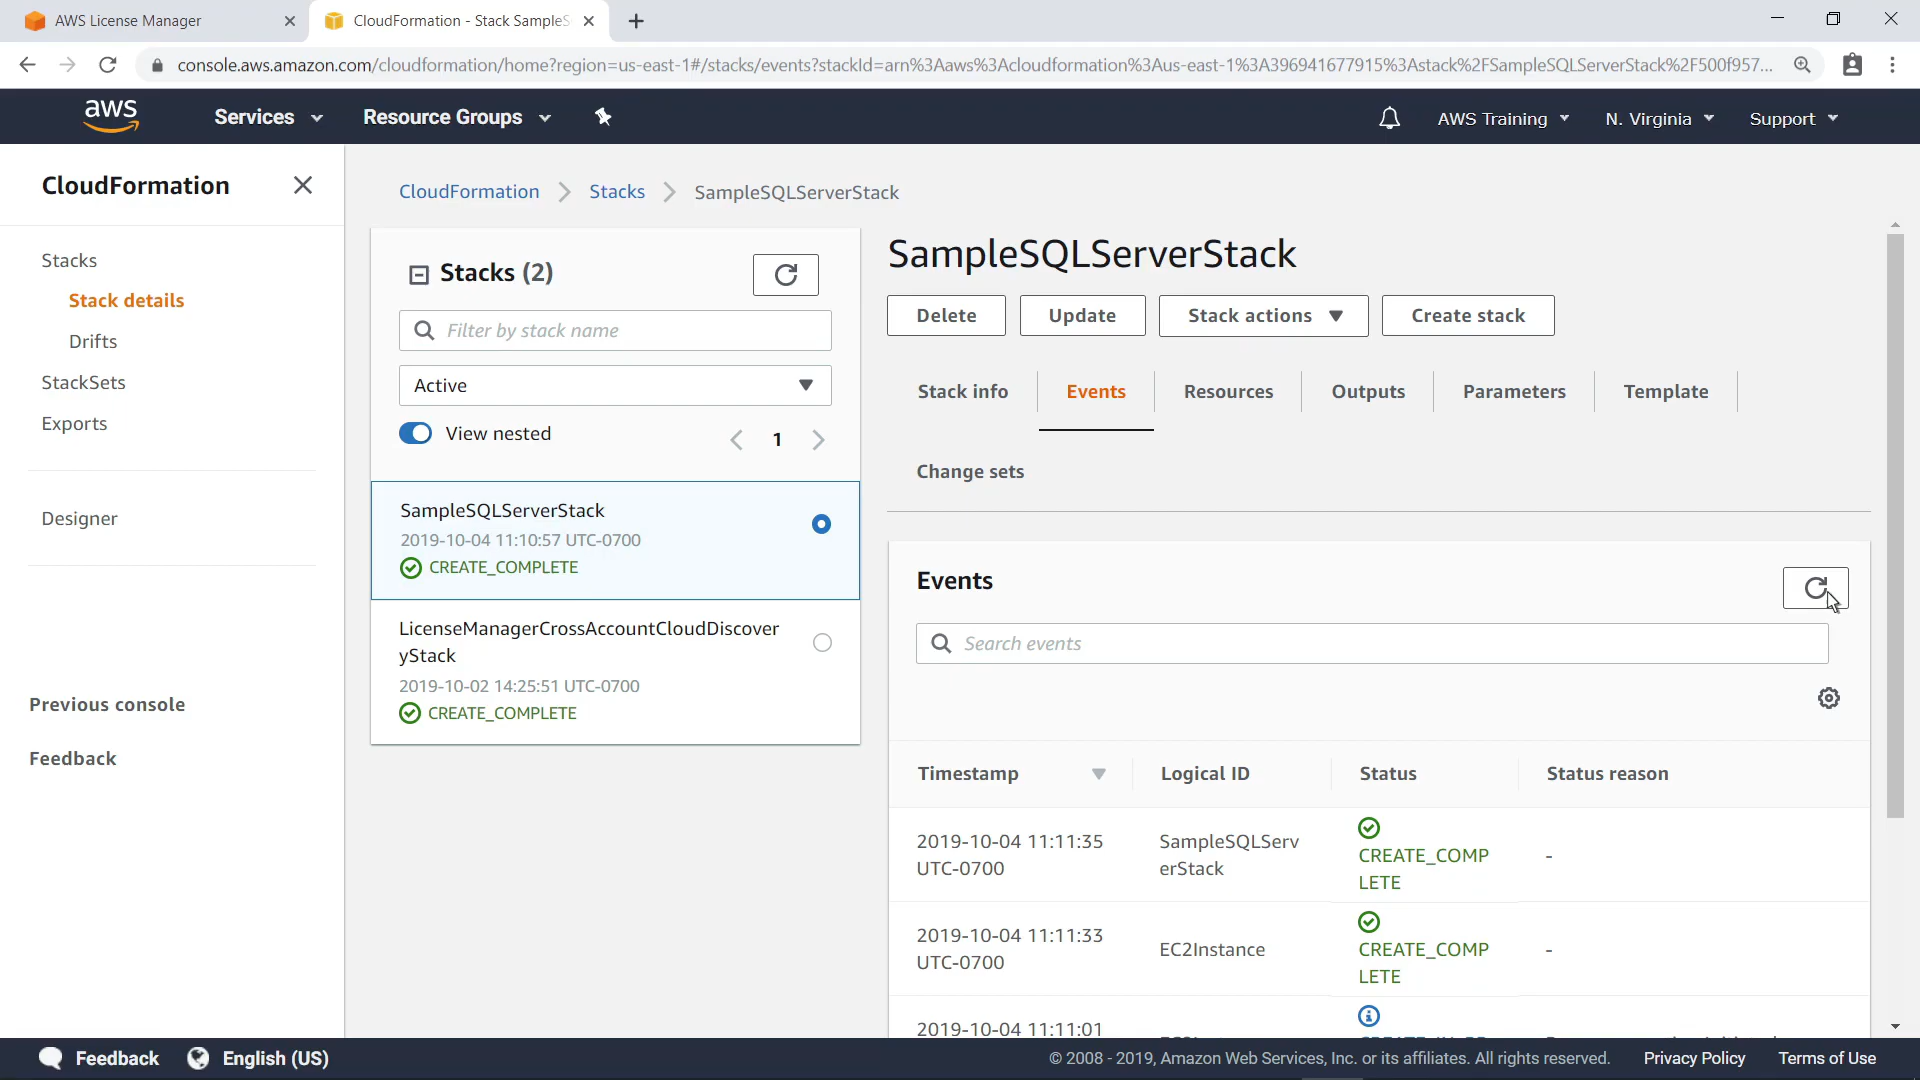 AWS License Manager
CloudFormation - Stack SampleS
console.aws.amazon.com/cloudformation/home?region=us-east-1#/stacks/events?stackId=arn%3Aaws%3Acloudformation%3Aus-east-1%3A396941677915%3Astack%2FSampleSQLServerStack%2F500f957...
aws
Services
Resource Groups
AWS Training
N. Virginia
Support
CloudFormation
Stacks
Stack details
Drifts
StackSets
Exports
Designer
Previous console
Feedback
CloudFormation
Stacks
SampleSQLServerStack
Stacks (2)
Filter by stack name
Active
View nested
1
SampleSQLServerStack
2019-10-04 11:10:57 UTC-0700
CREATE_COMPLETE
LicenseManagerCrossAccountCloudDiscover
yStack
2019-10-02 14:25:51 UTC-0700
CREATE_COMPLETE
SampleSQLServerStack
Delete
Update
Stack actions
Create stack
Stack info
Events
Resources
Outputs
Parameters
Template
Change sets
Events
Search events
Timestamp
Logical ID
Status
Status reason
2019-10-04 11:11:35
UTC-0700
SampleSQLServ
erStack
CREATE_COMP
LETE
-
2019-10-04 11:11:33
UTC-0700
EC2Instance
CREATE_COMP
LETE
-
2019-10-04 11:11:01
Feedback
English (US)
© 2008 - 2019, Amazon Web Services, Inc. or its affiliates. All rights reserved.
Privacy Policy
Terms of Use